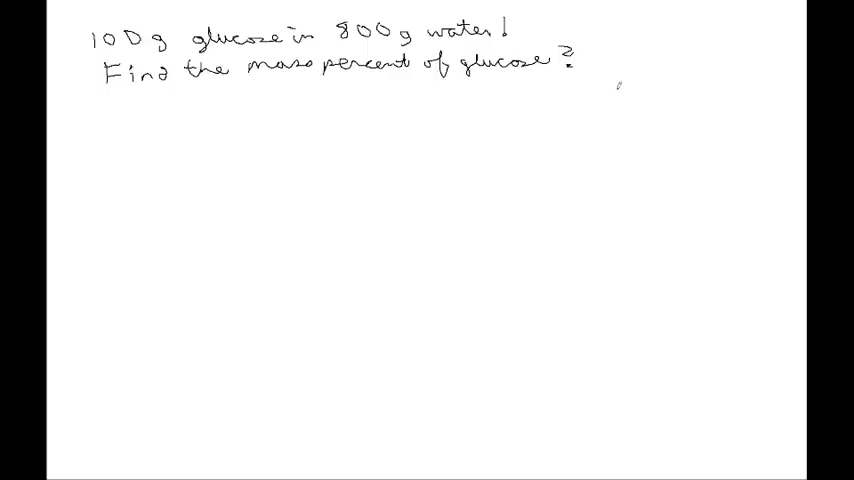 100 g glucose in 800 g water!
Find the mass percent of glucose?